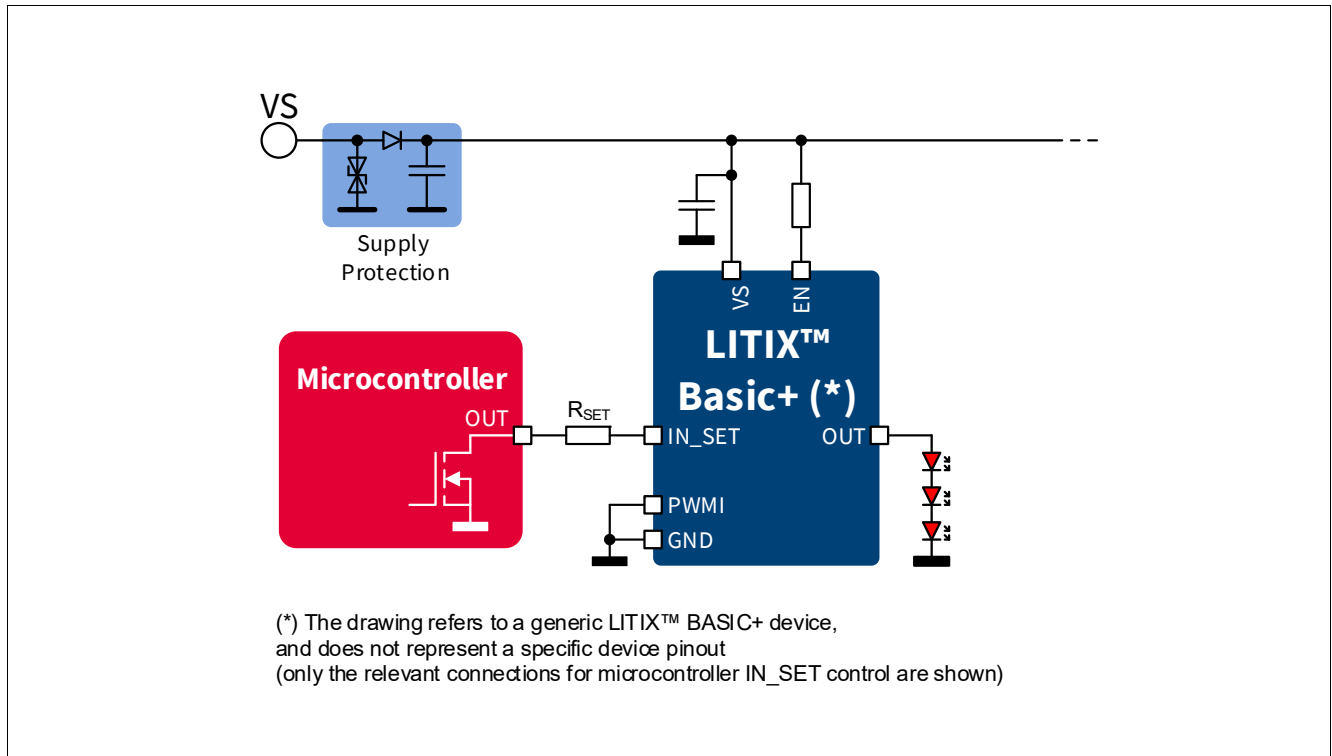 VS
Supply
Protection
VS
EN
LITIX™
Basic+ (*)
Microcontroller
OUT
RSET
IN_SET
OUT
PWMI
GND
(*) The drawing refers to a generic LITIX™ BASIC+ device,
and does not represent a specific device pinout
(only the relevant connections for microcontroller IN_SET control are shown)